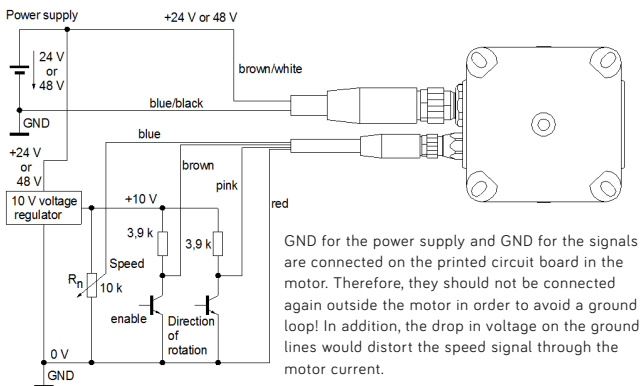 Power supply
+24 V or 48 V
24 V
or
48 V
brown/white
blue/black
GND
blue
+24 V
or
48 V
brown
pink
10 V voltage
regulator
+10 V
red
3,9 k
3,9 k
Speed
Rn
10 k
enable
Direction
of
rotation
0 V
GND
GND for the power supply and GND for the signals
are connected on the printed circuit board in the
motor. Therefore, they should not be connected
again outside the motor in order to avoid a ground
loop! In addition, the drop in voltage on the ground
lines would distort the speed signal through the
motor current.